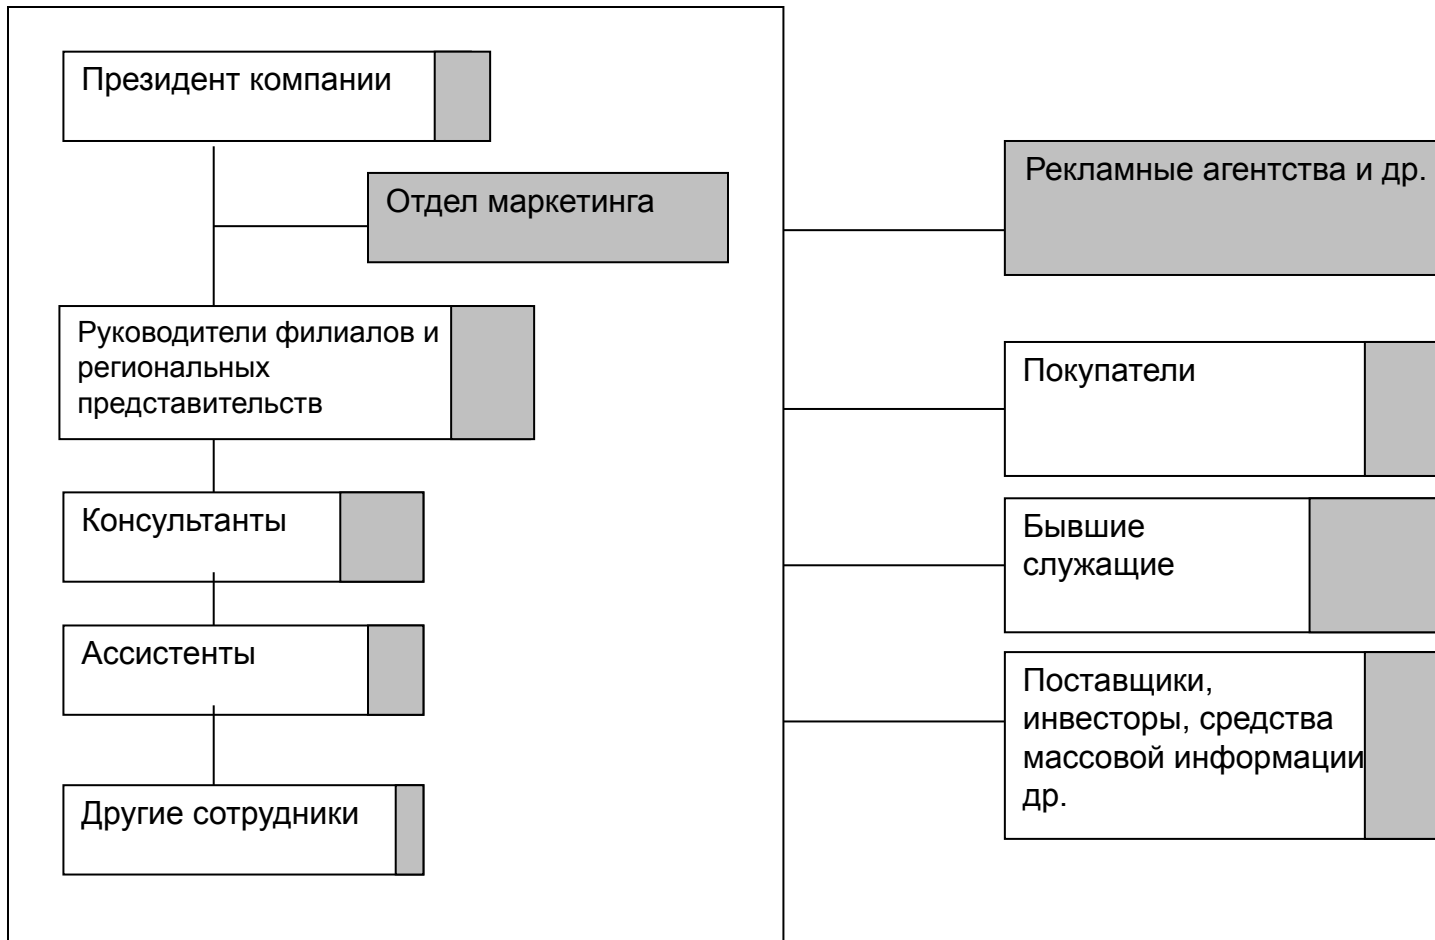 Президент компании
Отдел маркетинга
Руководители филиалов и
региональных
представительств
Консультанты
Ассистенты
Другие сотрудники
Рекламные агентства и др.
Покупатели
Бывшие
служащие
Поставщики,
инвесторы, средства
массовой информации
др.